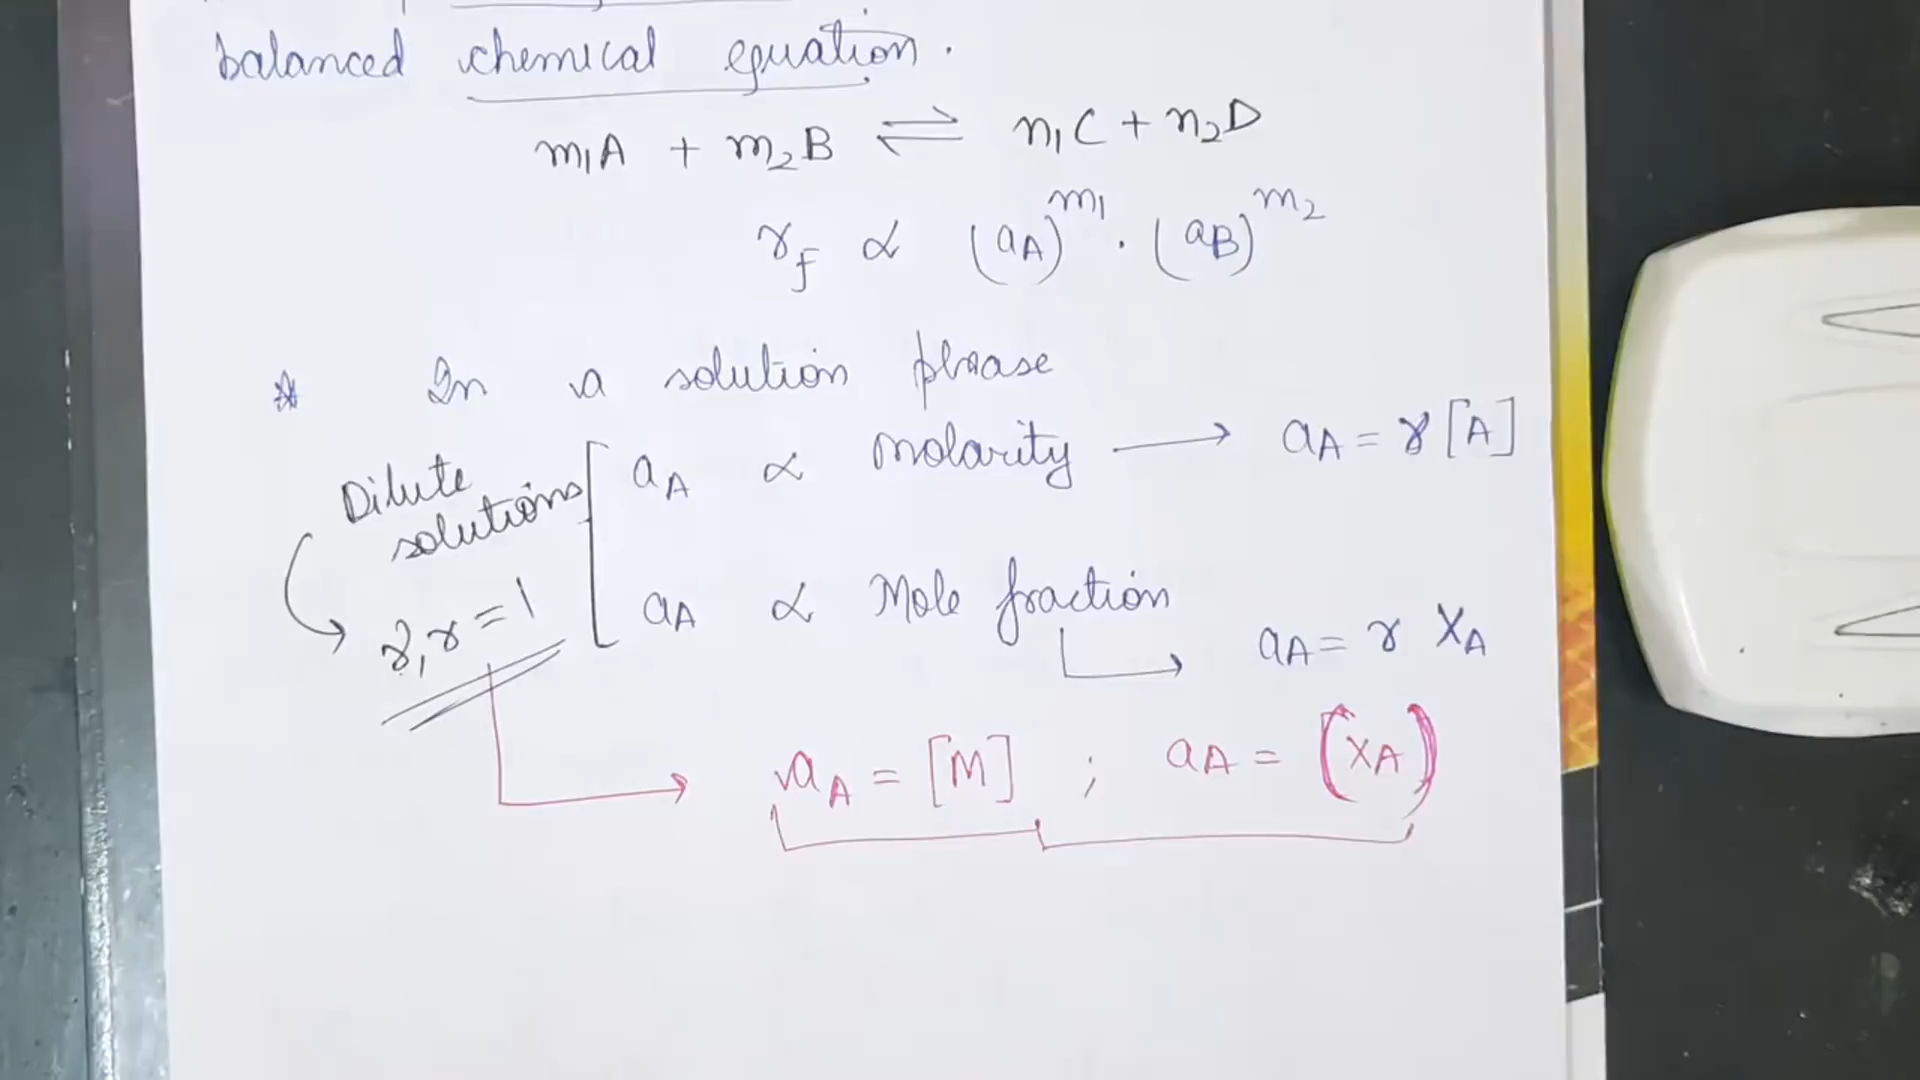 balanced chemical equation.
m₁A + m₂B ⇌ n₁C + n₂D
r_f ∝ (a_A)^m₁ · (a_B)^m₂
☆ In a solution phase
Dilute solutions
a_A ∝ Molarity → a_A = γ [A]
a_A ∝ Mole fraction
γ, γ = 1
a_A = γ X_A
a_A = [M] ; a_A = (X_A)